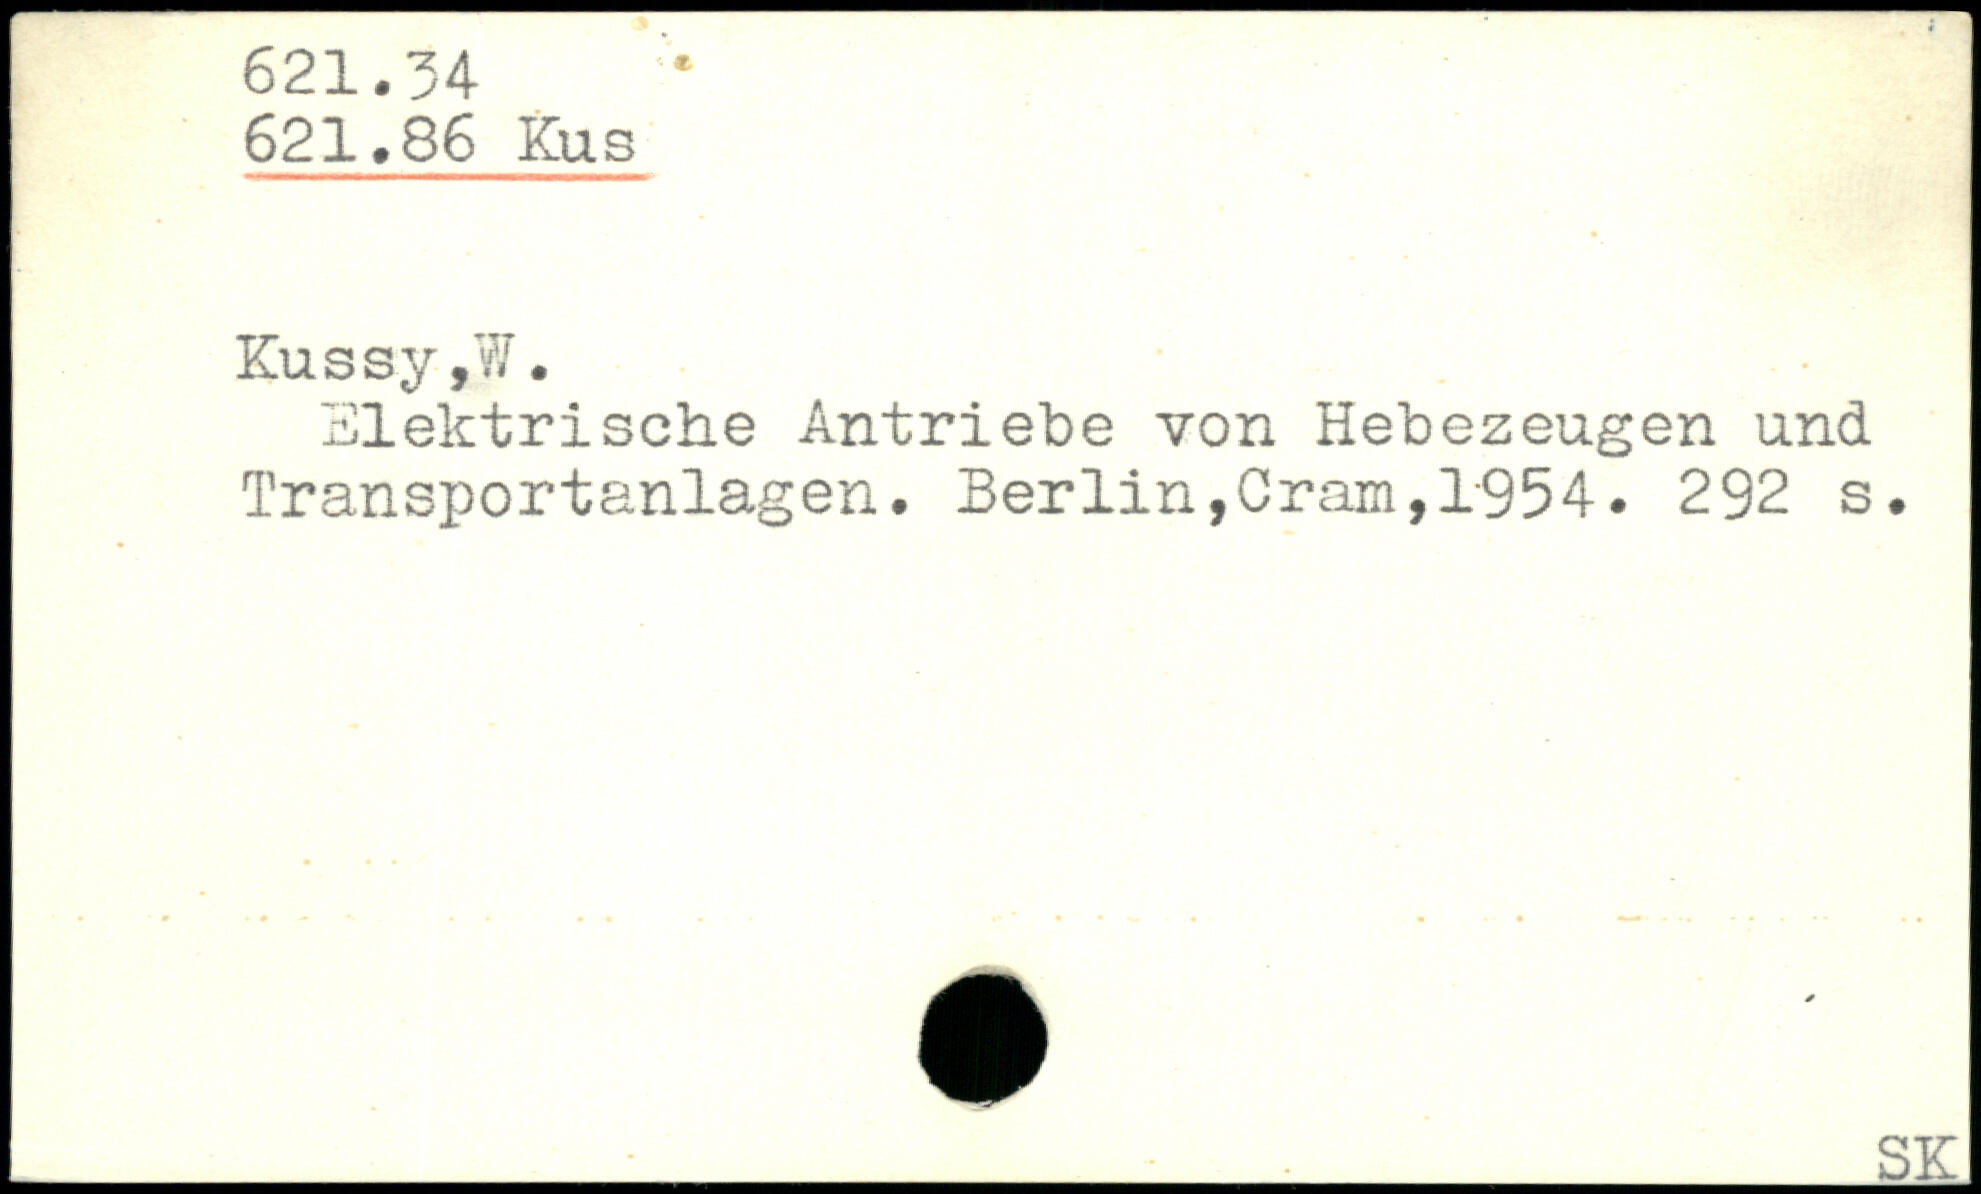 621.34
621.86 Kus
Kussy,W.
Elektrische Antriebe von Hebezeugen und
Transportanlagen. Berlin,Cram,1954. 292 s.
SK